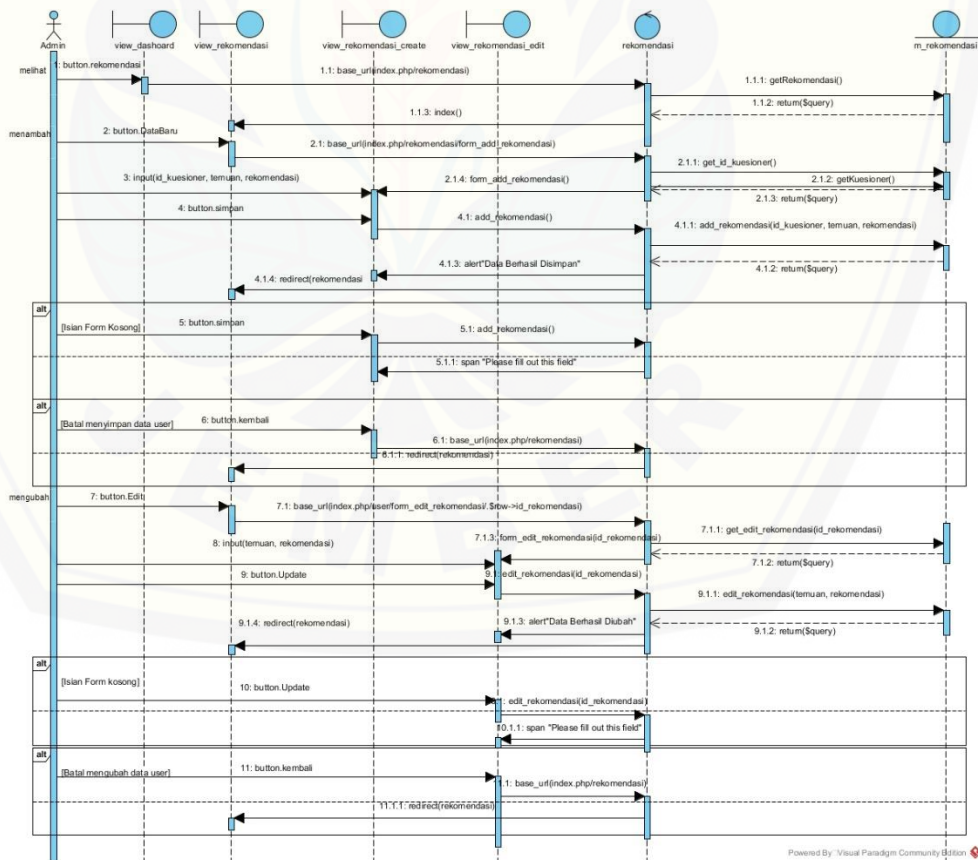 Admin
view_dashoard
view_rekomendasi
view_rekomendasi_create
view_rekomendasi_edit
rekomendasi
m_rekomendasi
melihat
1: button.rekomendasi
1.1: base_url(index.php/rekomendasi)
1.1.1: getRekomendasi()
1.1.2: return($query)
1.1.3: index()
menambah
2: button.DataBaru
2.1: base_url(index.php/rekomendasi/form_add_rekomendasi)
2.1.1: get_id_kuesioner()
2.1.2: getKuesioner()
2.1.3: return($query)
2.1.4: form_add_rekomendasi()
3: input(id_kuesioner, temuan, rekomendasi)
4: button.simpan
4.1: add_rekomendasi()
4.1.1: add_rekomendasi(id_kuesioner, temuan, rekomendasi)
4.1.2: return($query)
4.1.3: alert"Data Berhasil Disimpan"
4.1.4: redirect(rekomendasi
alt
[Isian Form Kosong]
5: button.simpan
5.1: add_rekomendasi()
5.1.1: span "Please fill out this field"
alt
[Batal menyimpan data user]
6: button.kembali
6.1: base_url(index.php/rekomendasi)
6.1.1: redirect(rekomendasi)
mengubah
7: button.Edit
7.1: base_url(index.php/user/form_edit_rekomendasi/.$row->id_rekomendasi)
7.1.1: get_edit_rekomendasi(id_rekomendasi)
7.1.2: return($query)
7.1.3: form_edit_rekomendasi(id_rekomendasi)
8: input(temuan, rekomendasi)
9: button.Update
9.1: edit_rekomendasi(id_rekomendasi)
9.1.1: edit_rekomendasi(temuan, rekomendasi)
9.1.2: return($query)
9.1.3: alert"Data Berhasil Diubah"
9.1.4: redirect(rekomendasi)
alt
[Isian Form kosong]
10: button.Update
edit_rekomendasi(id_rekomendasi)
10.1.1: span "Please fill out this field"
alt
[Batal mengubah data user]
11: button.kembali
base_url(index.php/rekomendasi)
11.1.1: redirect(rekomendasi)
EMBER
Powered By Visual Paradigm Community Edition